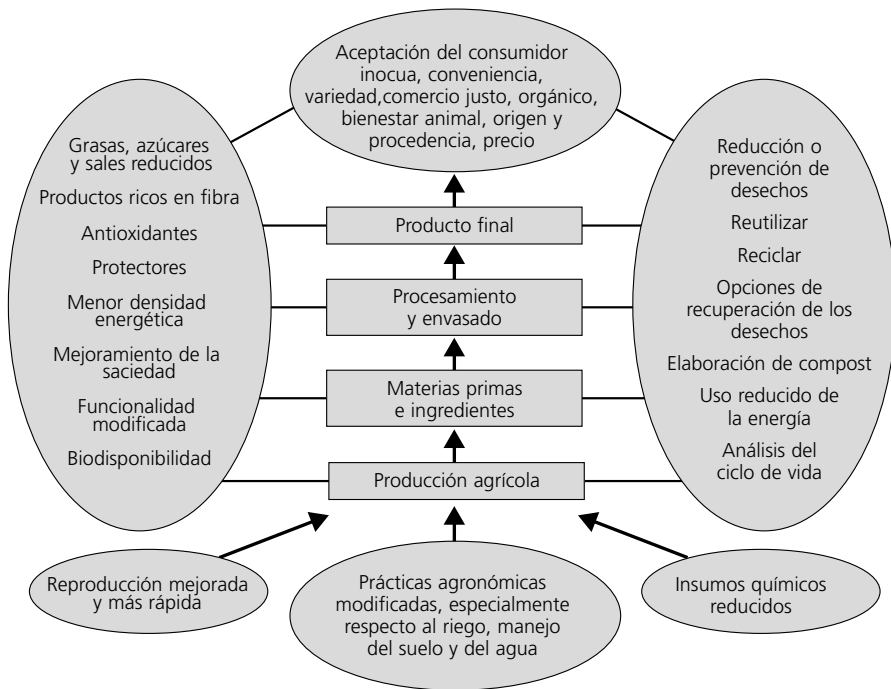 Aceptación del consumidor
inocua, conveniencia,
variedad,comercio justo, orgánico,
bienestar animal, origen y
procedencia, precio
Grasas, azúcares
y sales reducidos
Productos ricos en fibra
Antioxidantes
Protectores
Menor densidad
energética
Mejoramiento de la
saciedad
Funcionalidad
modificada
Biodisponibilidad
Producto final
Procesamiento
y envasado
Materias primas
e ingredientes
Producción agrícola
Reducción o
prevención de
desechos
Reutilizar
Reciclar
Opciones de
recuperación de los
desechos
Elaboración de compost
Uso reducido de
la energía
Análisis del
ciclo de vida
Reproducción mejorada
y más rápida
Prácticas agronómicas
modificadas, especialmente
respecto al riego, manejo
del suelo y del agua
Insumos químicos
reducidos